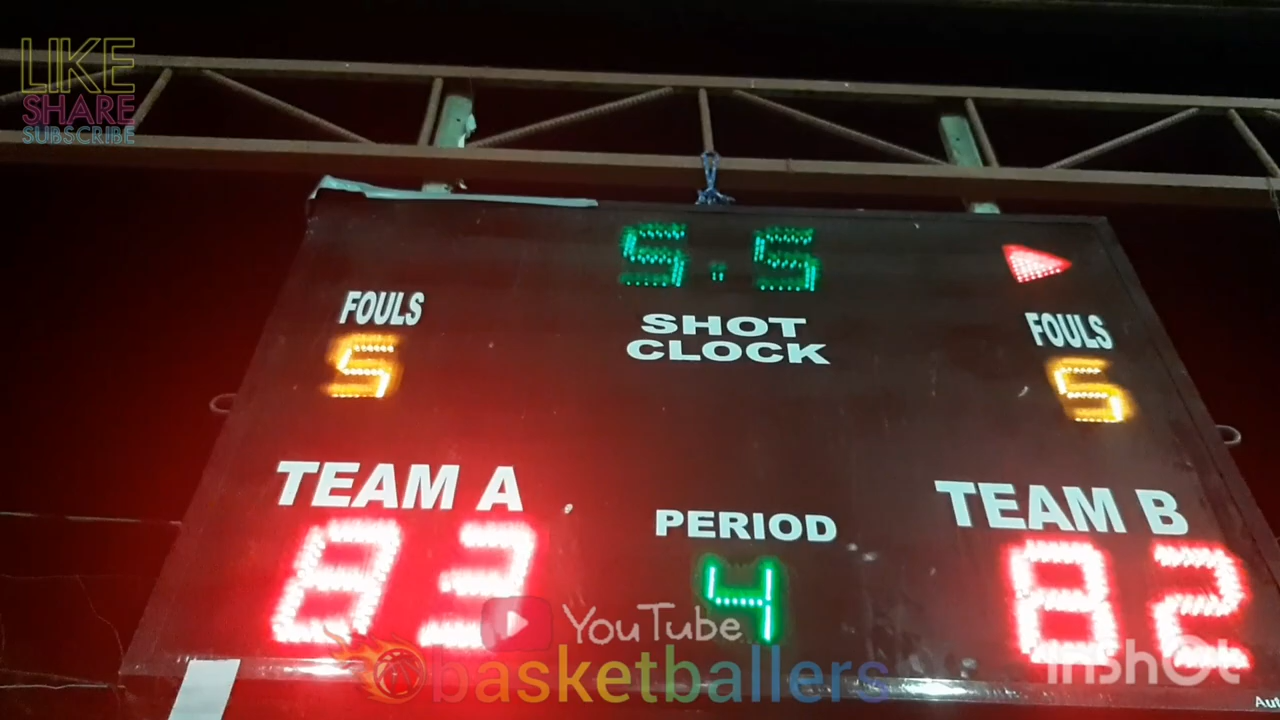 LIKE
SHARE
SUBSCRIBE
5.5
SHOT
CLOCK
FOULS
5
FOULS
5
TEAM A
83
PERIOD
4
TEAM B
82
YouTube
basketballers
INSHOT